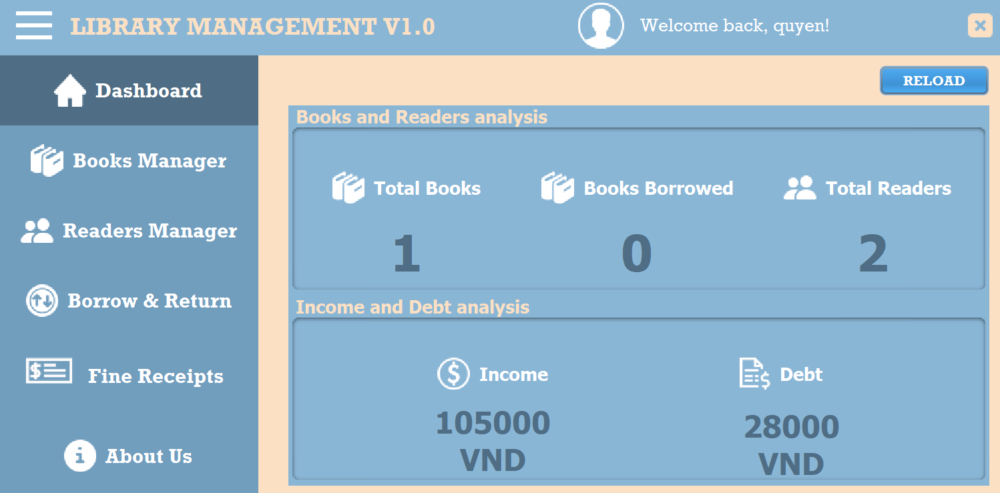 LIBRARY MANAGEMENT V1.0
Welcome back, quyen!
Dashboard
Books Manager
Readers Manager
Borrow & Return
Fine Receipts
About Us
RELOAD
Books and Readers analysis
Total Books
1
Books Borrowed
0
Total Readers
2
Income and Debt analysis
Income
105000
VND
Debt
28000
VND